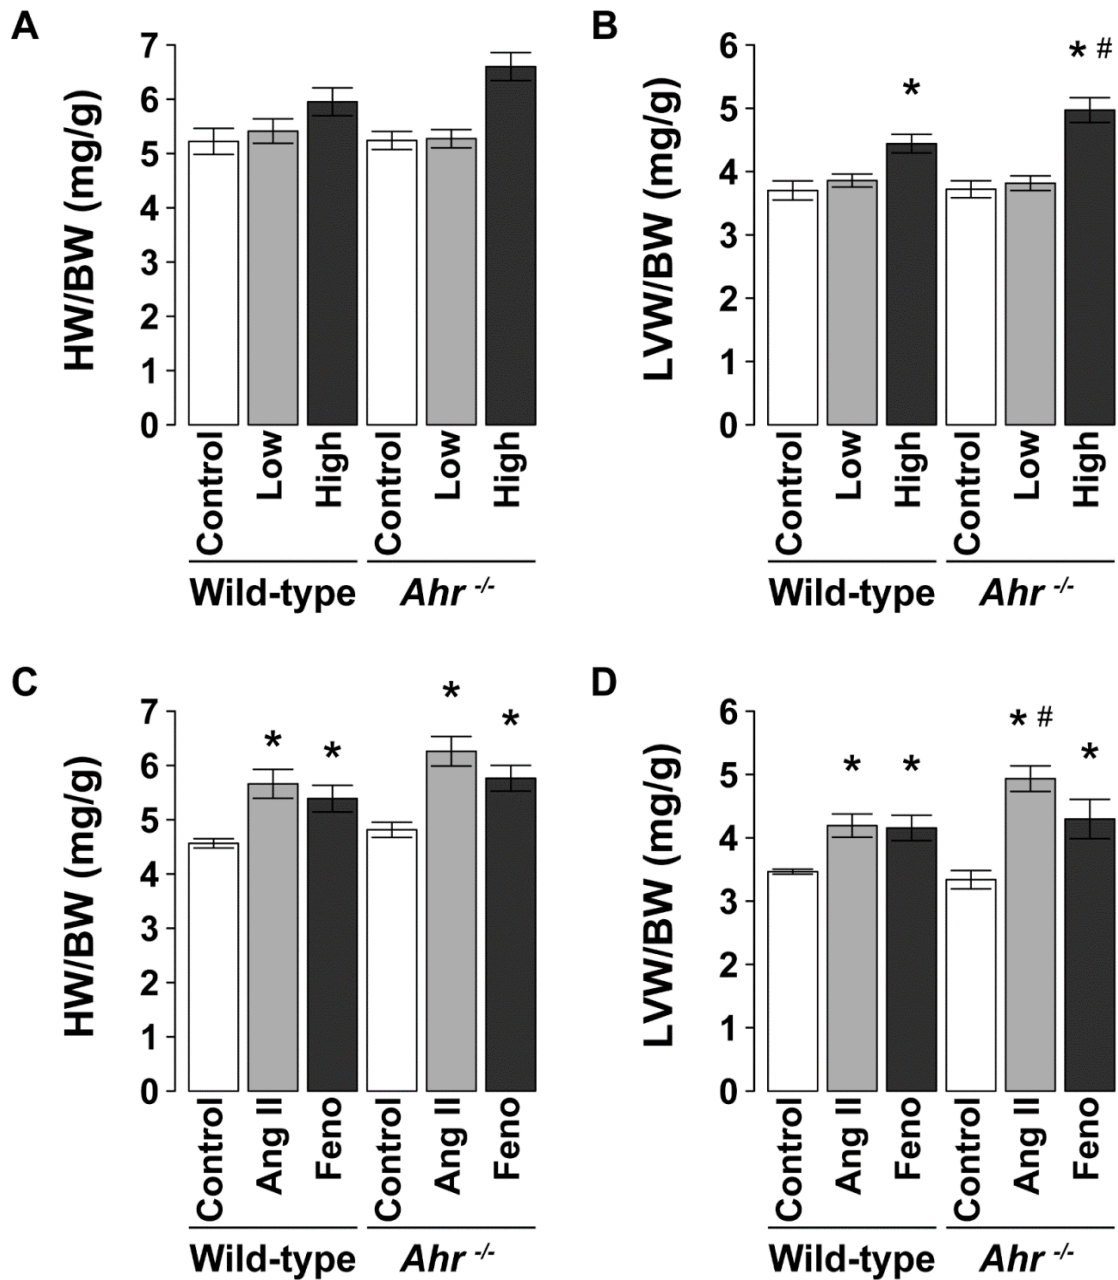 A
HW/BW (mg/g)
7
6
5
4
3
2
1
0
Control
Low
High
Control
Low
High
Wild-type
Ahr -/-
B
LVW/BW (mg/g)
6
5
4
3
2
1
0
*
* #
Control
Low
High
Control
Low
High
Wild-type
Ahr -/-
C
HW/BW (mg/g)
7
6
5
4
3
2
1
0
*
*
*
*
Control
Ang II
Feno
Control
Ang II
Feno
Wild-type
Ahr -/-
D
LVW/BW (mg/g)
6
5
4
3
2
1
0
*
*
* #
*
Control
Ang II
Feno
Control
Ang II
Feno
Wild-type
Ahr -/-